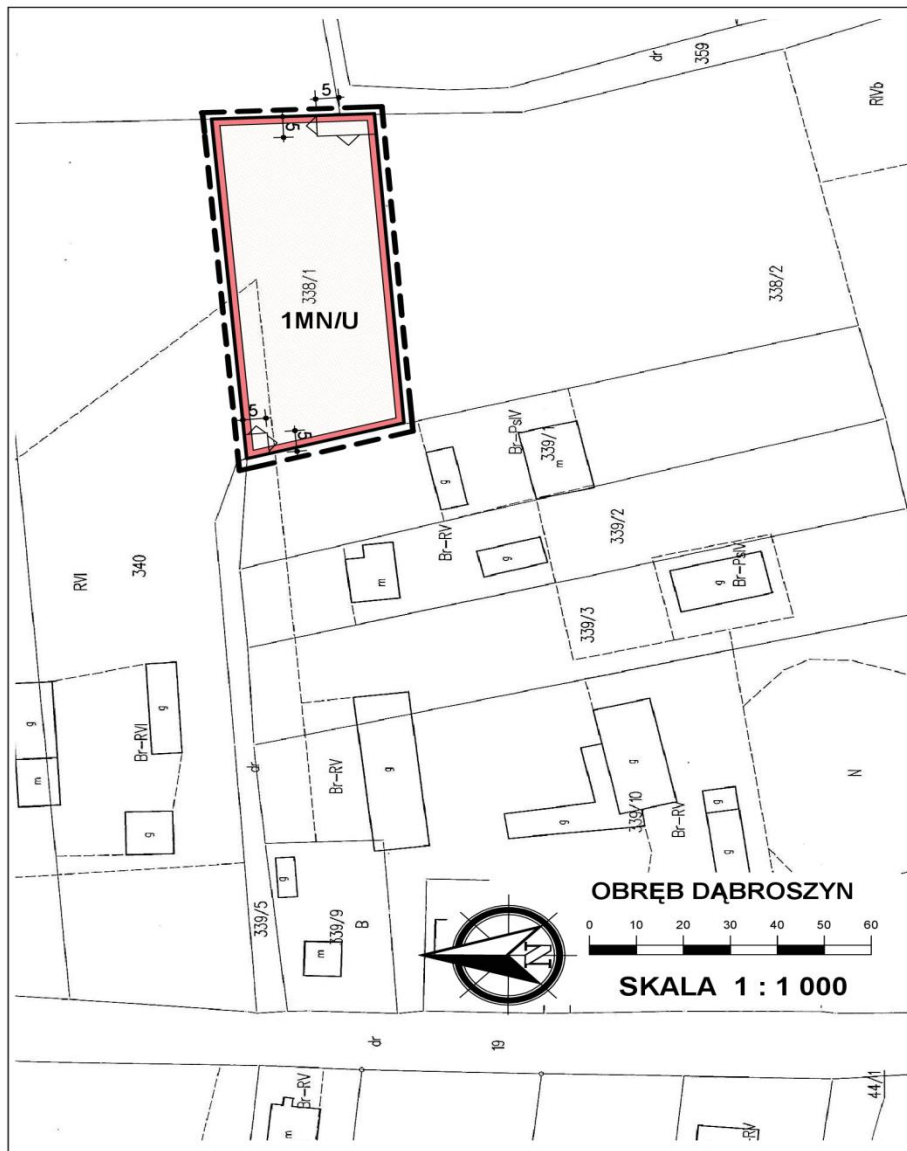 dr
359
RIVb
5
5
338/1
338/2
1MN/U
5
5
Br-PsIV
339/1
m
g
339/2
Br-RV
g
m
Br-PsIV
g
340
RVI
339/3
g
g
Br-RVI
m
g
dr
Br-RV
g
g
N
g
339/10
Br-RV
g
g
g
339/5
339/9
B
m
OBRĘB DĄBROSZYN
0 10 20 30 40 50 60
N
SKALA 1 : 1 000
dr
19
44/1
Br-RV
m
RV